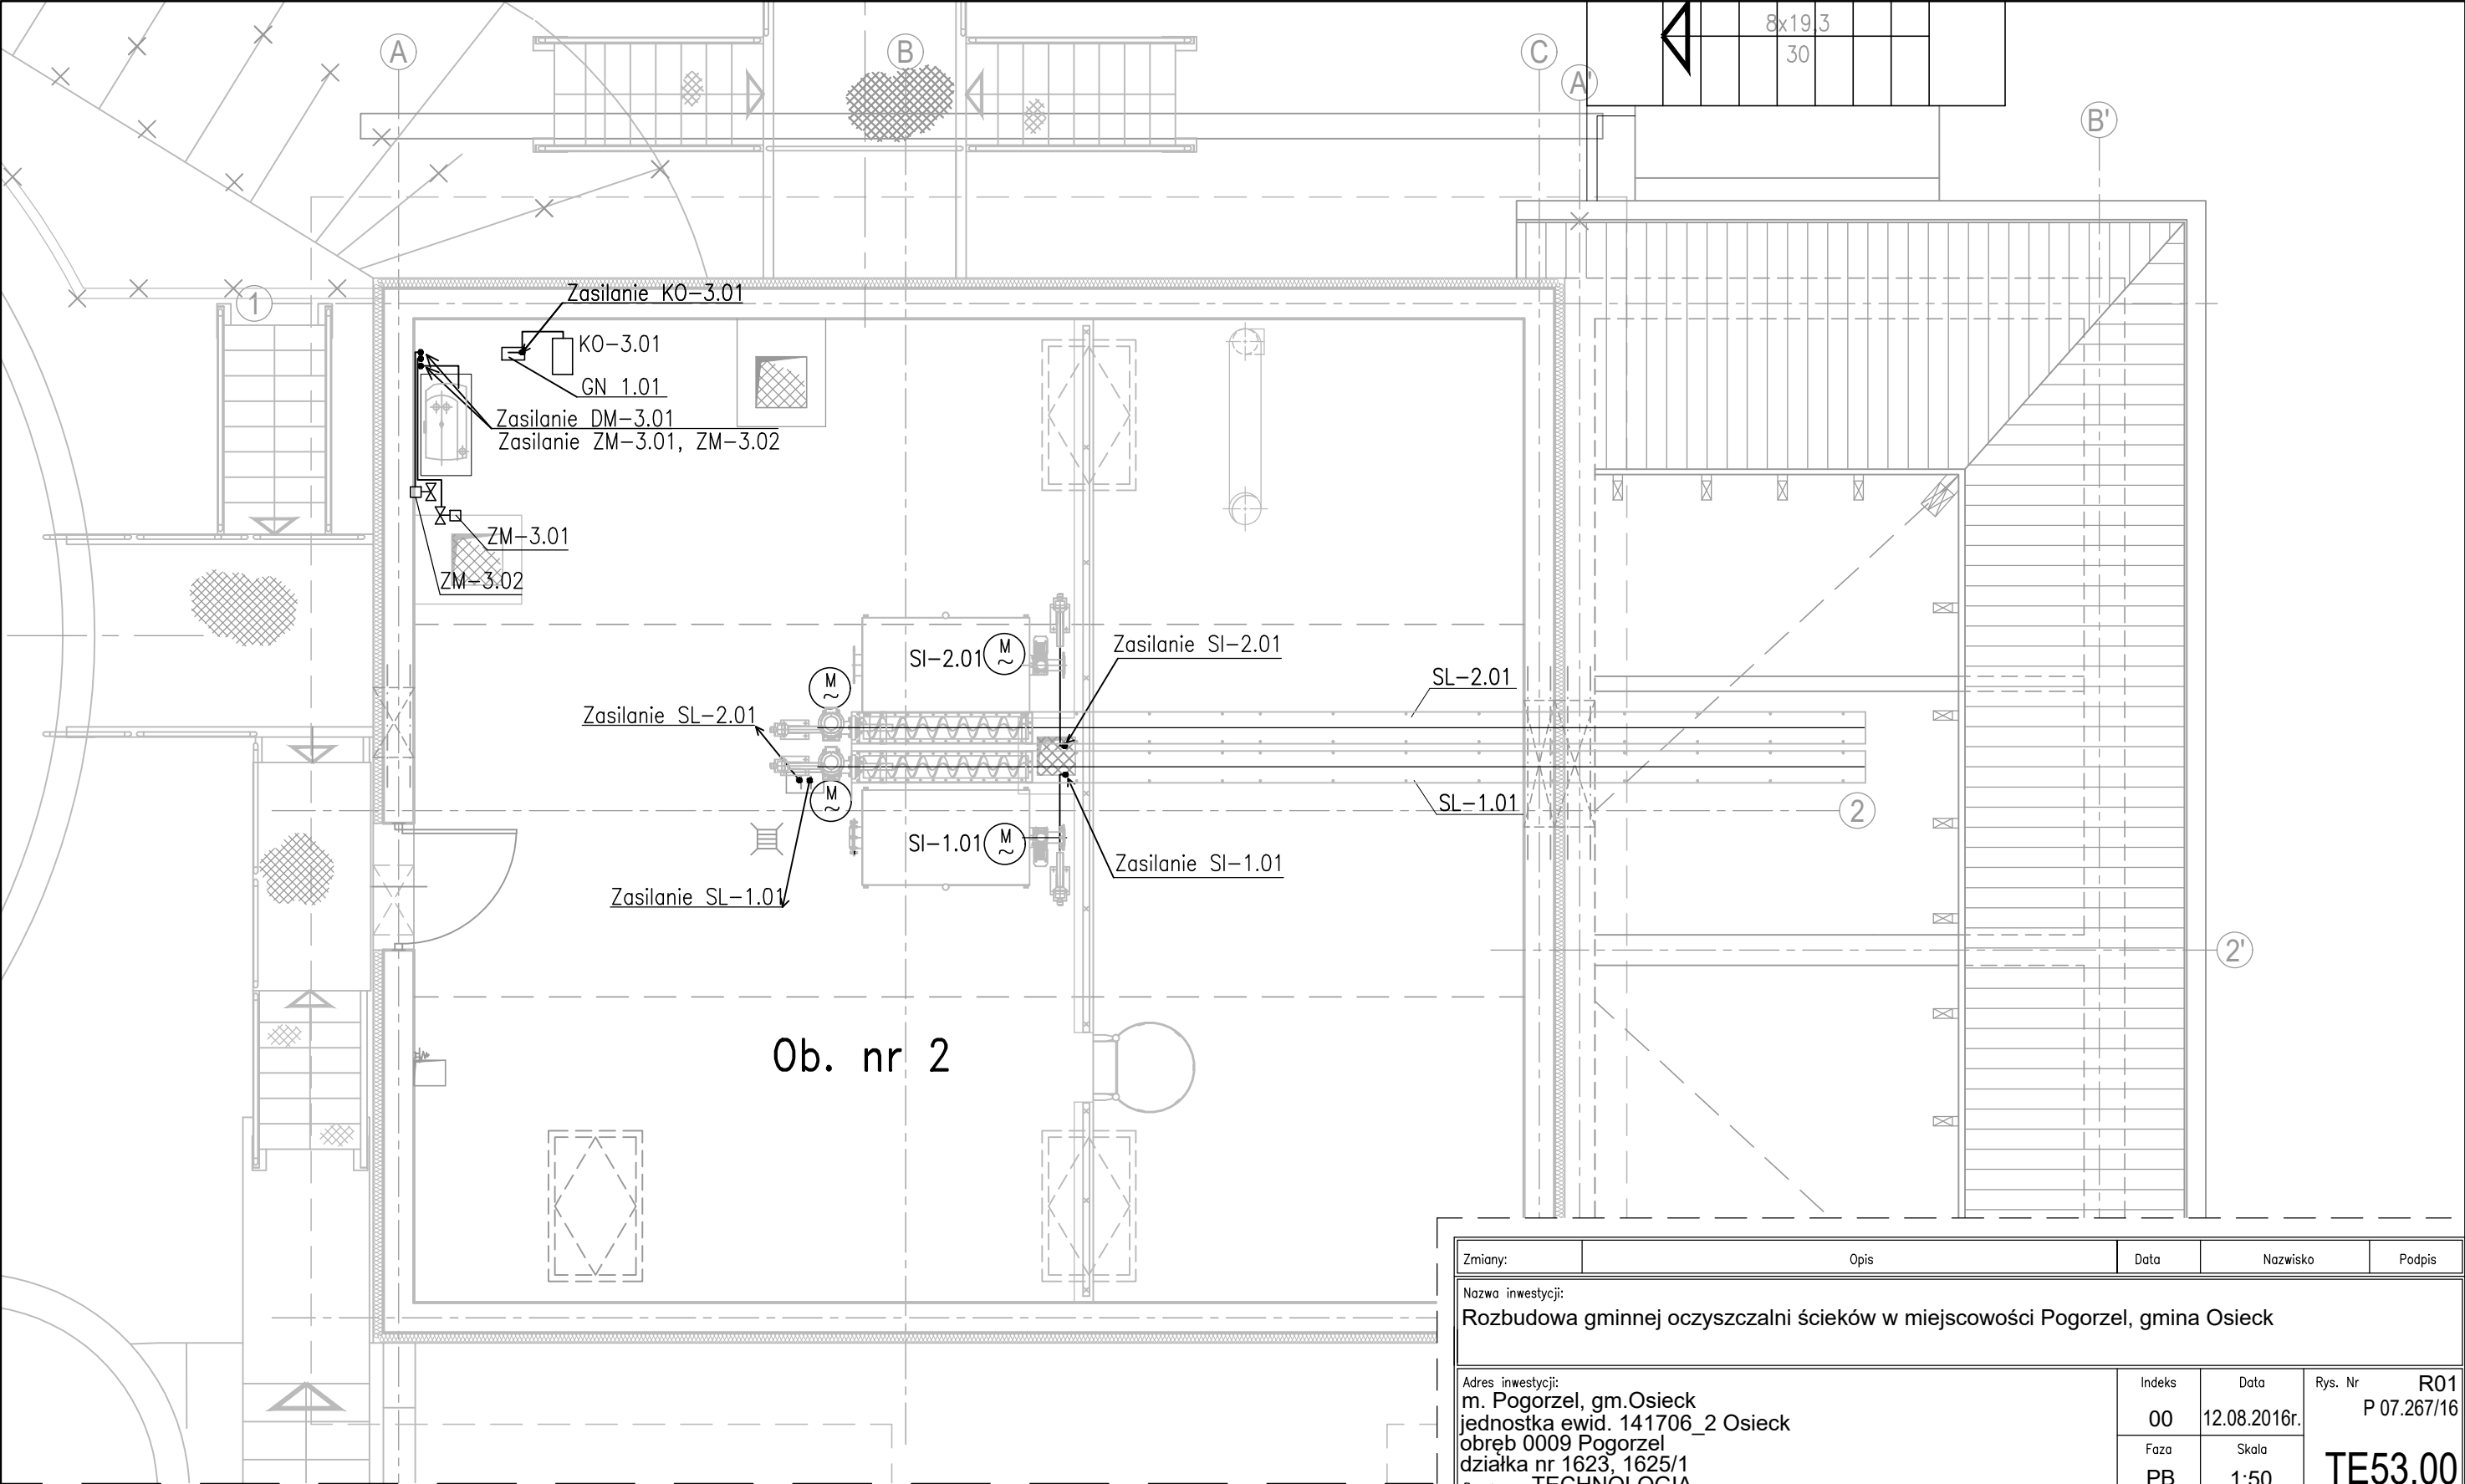 8x19,3
30
A
B
C
A'
B'
1
Zasilanie KO-3.01
KO-3.01
GN 1.01
Zasilanie DM-3.01
Zasilanie ZM-3.01, ZM-3.02
ZM-3.01
ZM-3.02
SI-2.01
M
~
Zasilanie SI-2.01
SL-2.01
M
~
Zasilanie SL-2.01
M
~
SL-1.01
2
SI-1.01
M
~
Zasilanie SI-1.01
Zasilanie SL-1.01
2'
Ob. nr 2
Zmiany: Opis Data Nazwisko Podpis
Nazwa inwestycji:
Rozbudowa gminnej oczyszczalni ścieków w miejscowości Pogorzel, gmina Osieck
Adres inwestycji:
m. Pogorzel, gm.Osieck
jednostka ewid. 141706_2 Osieck
obręb 0009 Pogorzel
działka nr 1623, 1625/1
TECHNOLOGIA
Indeks
00
Data
12.08.2016r.
Rys. Nr R01
P 07.267/16
Faza
PB
Skala
1:50
TE53.00